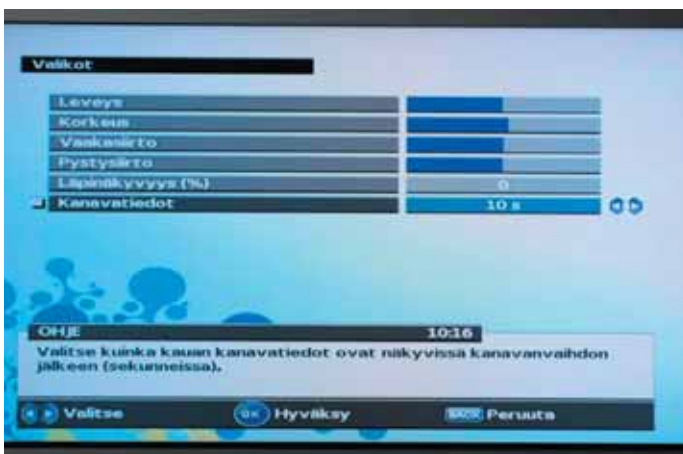 Valikot
Leveys
Korkeus
Vaakasiirto
Pystysiirto
Läpinäkyvyys (%) 0
Kanavatiedot 10 s
OHJE 10:16
Valitse kuinka kauan kanavatiedot ovat näkyvissä kanavanvaihdon
jälkeen (sekunneissa).
Valitse OK Hyväksy BACK Peruuta